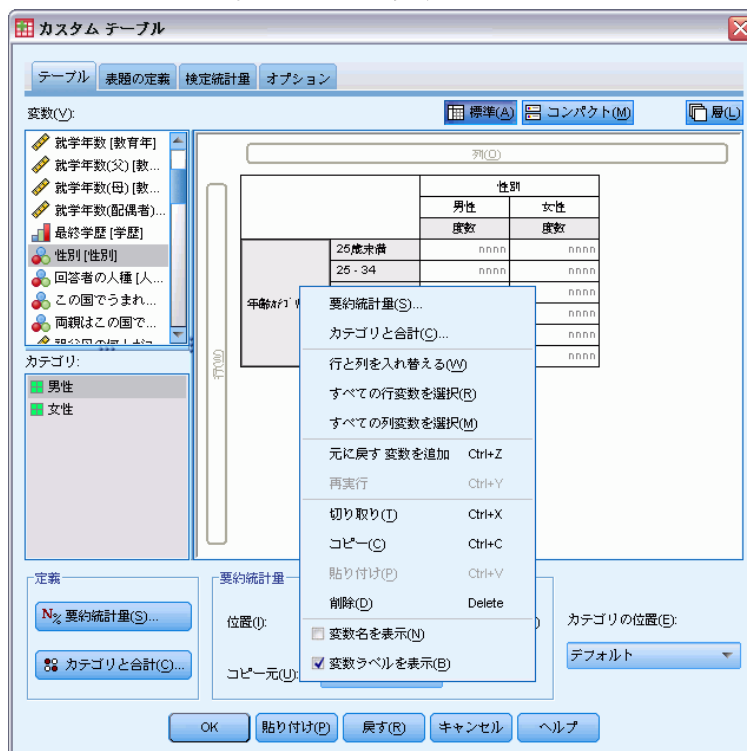 カスタム テーブル
テーブル 表題の定義 検定統計量 オプション
変数(V):
標準(A) コンパクト(M) 層(L)
就学年数 [教育年]
就学年数(父) [教...
就学年数(母) [教...
就学年数(配偶者)...
最終学歴 [学歴]
性別 [性別]
回答者の人種 [人...
この国でうまれ...
両親はこの国で...
カテゴリ:
男性
女性
列(O)
行(W)
性別
男性 女性
度数 度数
25歳未満 nnnn nnnn
25 - 34 nnnn nnnn
nnnn
nnnn
nnnn
nnnn
要約統計量(S)...
カテゴリと合計(C)...
行と列を入れ替える(W)
すべての行変数を選択(R)
すべての列変数を選択(M)
元に戻す 変数を追加 Ctrl+Z
再実行 Ctrl+Y
切り取り(T) Ctrl+X
コピー(C) Ctrl+C
貼り付け(P) Ctrl+V
削除(D) Delete
変数名を表示(N)
変数ラベルを表示(B)
定義
N% 要約統計量(S)...
カテゴリと合計(C)...
要約統計量
位置(I):
コピー元(U):
カテゴリの位置(E):
デフォルト
OK 貼り付け(P) 戻す(R) キャンセル ヘルプ